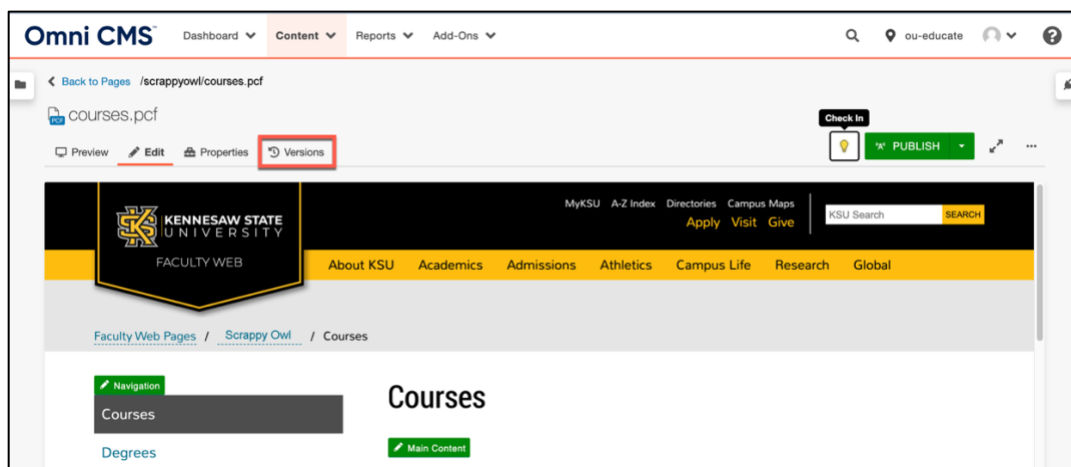 Omni CMS Dashboard Content Reports Add-Ons ou-educate
Back to Pages /scrappyowl/courses.pcf
PCF courses.pcf
Check In
Preview Edit Properties Versions PUBLISH
MyKSU A-Z Index Directories Campus Maps
Apply Visit Give
KSU Search SEARCH
KS KENNESAW STATE
UNIVERSITY
FACULTY WEB
About KSU Academics Admissions Athletics Campus Life Research Global
Faculty Web Pages / Scrappy Owl / Courses
Navigation
Courses
Degrees
Courses
Main Content